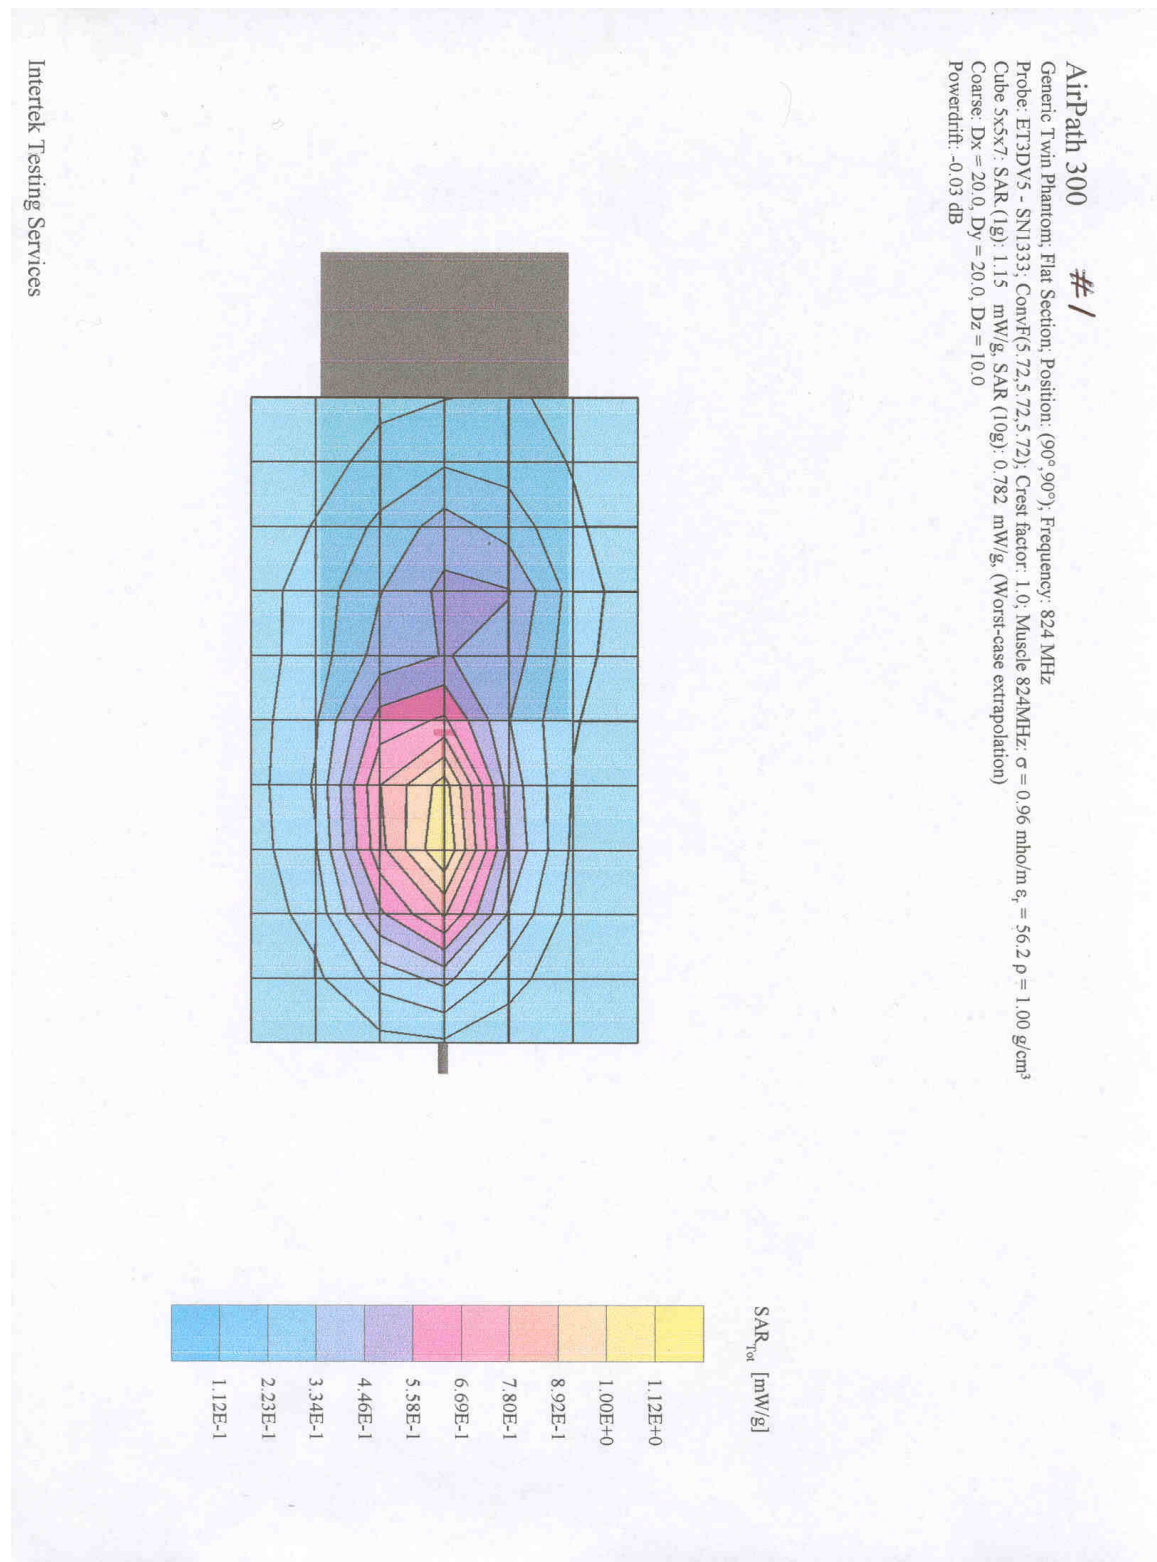 AirPath 300 #1
Generic Twin Phantom; Flat Section; Position: (90°,90°); Frequency: 824 MHz
Probe: ET3DV5 - SN1333; ConvF(5.72,5.72,5.72); Crest factor: 1.0; Muscle 824MHz: σ = 0.96 mho/m εr = 56.2 ρ = 1.00 g/cm³
Cube 5x5x7: SAR (1g): 1.15 mW/g, SAR (10g): 0.782 mW/g, (Worst-case extrapolation)
Coarse: Dx = 20.0, Dy = 20.0, Dz = 10.0
Powerdrift: -0.03 dB
SARTot [mW/g]
1.12E+0
1.00E+0
8.92E-1
7.80E-1
6.69E-1
5.58E-1
4.46E-1
3.34E-1
2.23E-1
1.12E-1
Intertek Testing Services